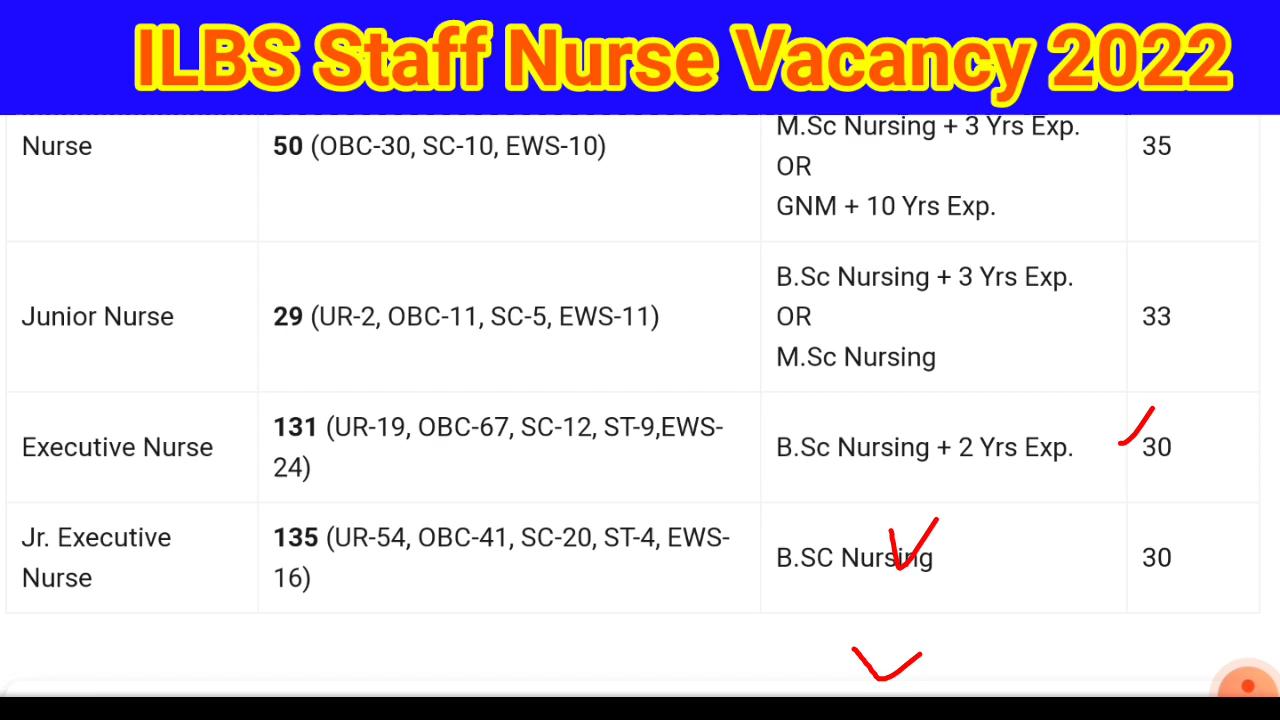 ILBS Staff Nurse Vacancy 2022
Nurse
50 (OBC-30, SC-10, EWS-10)
M.Sc Nursing + 3 Yrs Exp.
OR
GNM + 10 Yrs Exp.
35
Junior Nurse
29 (UR-2, OBC-11, SC-5, EWS-11)
B.Sc Nursing + 3 Yrs Exp.
OR
M.Sc Nursing
33
Executive Nurse
131 (UR-19, OBC-67, SC-12, ST-9,EWS-
24)
B.Sc Nursing + 2 Yrs Exp.
30
Jr. Executive
Nurse
135 (UR-54, OBC-41, SC-20, ST-4, EWS-
16)
B.SC Nursing
30